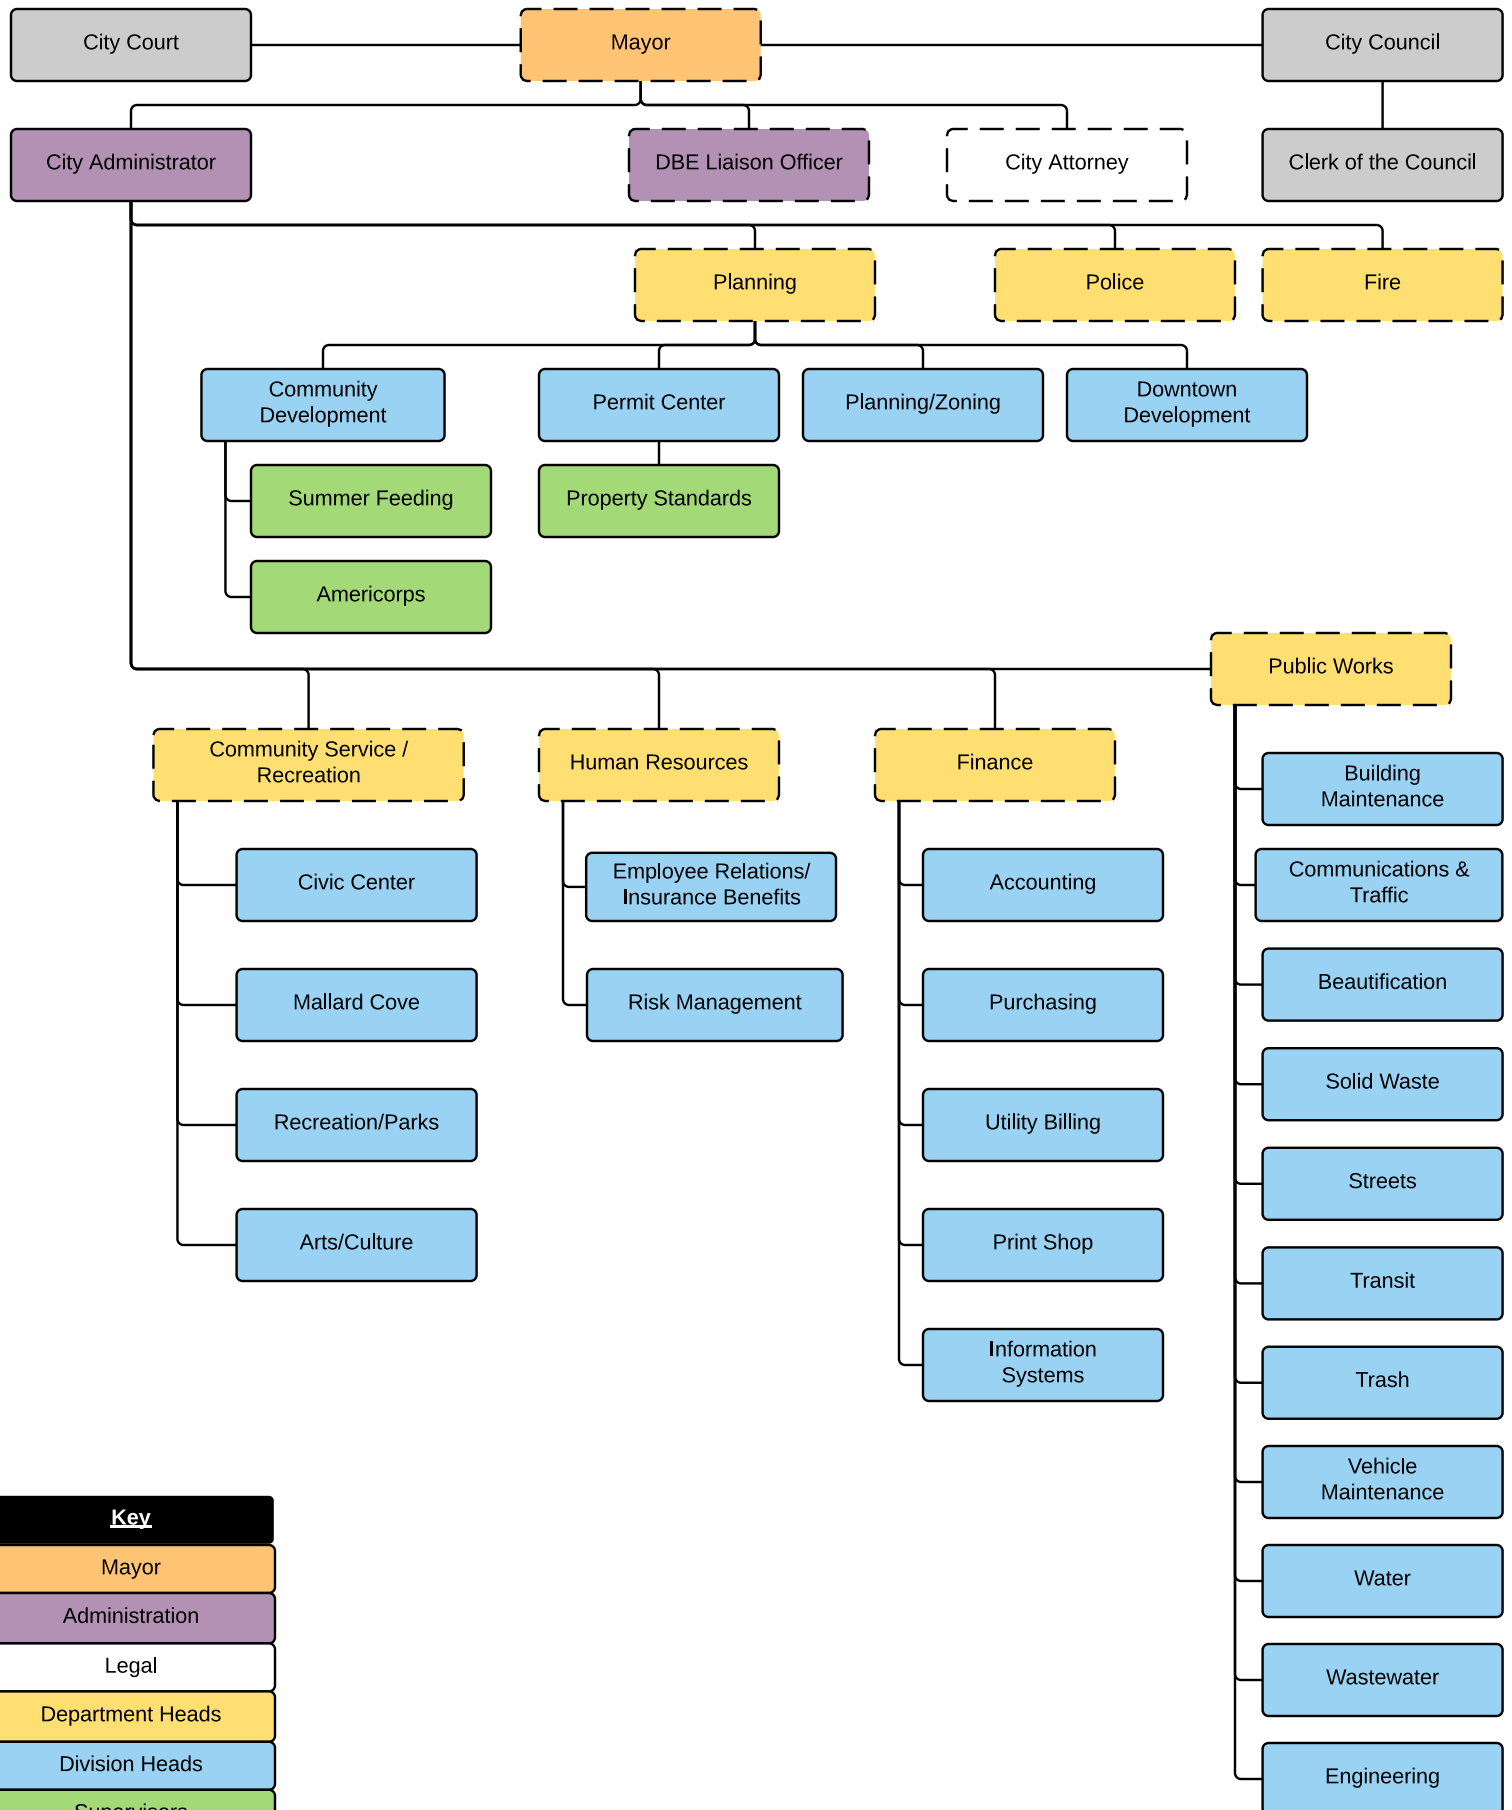 City Court
Mayor
City Council
City Administrator
DBE Liaison Officer
City Attorney
Clerk of the Council
Planning
Police
Fire
Community
Development
Permit Center
Planning/Zoning
Downtown
Development
Summer Feeding
Property Standards
Americorps
Public Works
Community Service /
Recreation
Human Resources
Finance
Building
Maintenance
Civic Center
Employee Relations/
Insurance Benefits
Accounting
Communications &
Traffic
Mallard Cove
Risk Management
Purchasing
Beautification
Solid Waste
Recreation/Parks
Utility Billing
Streets
Arts/Culture
Print Shop
Transit
Information
Systems
Trash
Vehicle
Maintenance
Key
Mayor
Water
Administration
Legal
Wastewater
Department Heads
Division Heads
Engineering
Supervisors